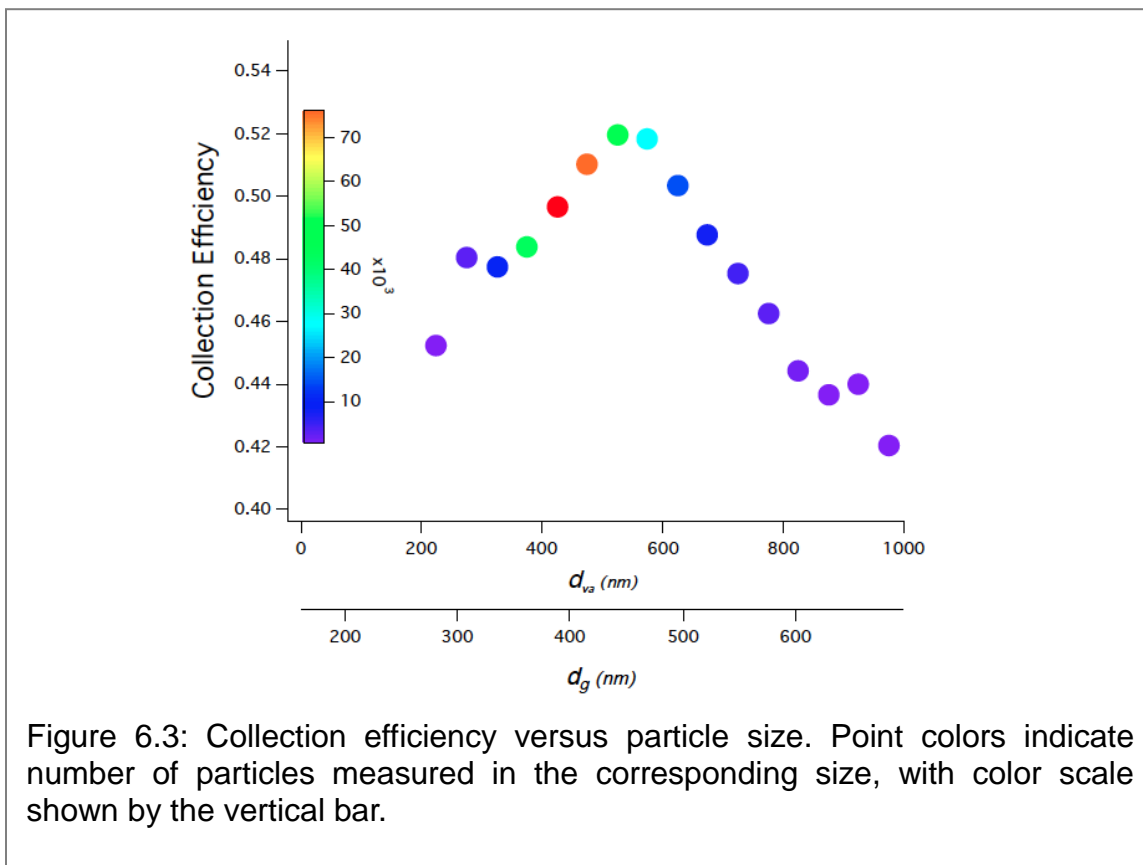 0.54
0.52
0.50
0.48
0.46
0.44
0.42
0.40
Collection Efficiency
70
60
50
40
30
20
10
x10³
0 200 400 600 800 1000
dva (nm)
200 300 400 500 600
dg (nm)
Figure 6.3: Collection efficiency versus particle size. Point colors indicate
number of particles measured in the corresponding size, with color scale
shown by the vertical bar.